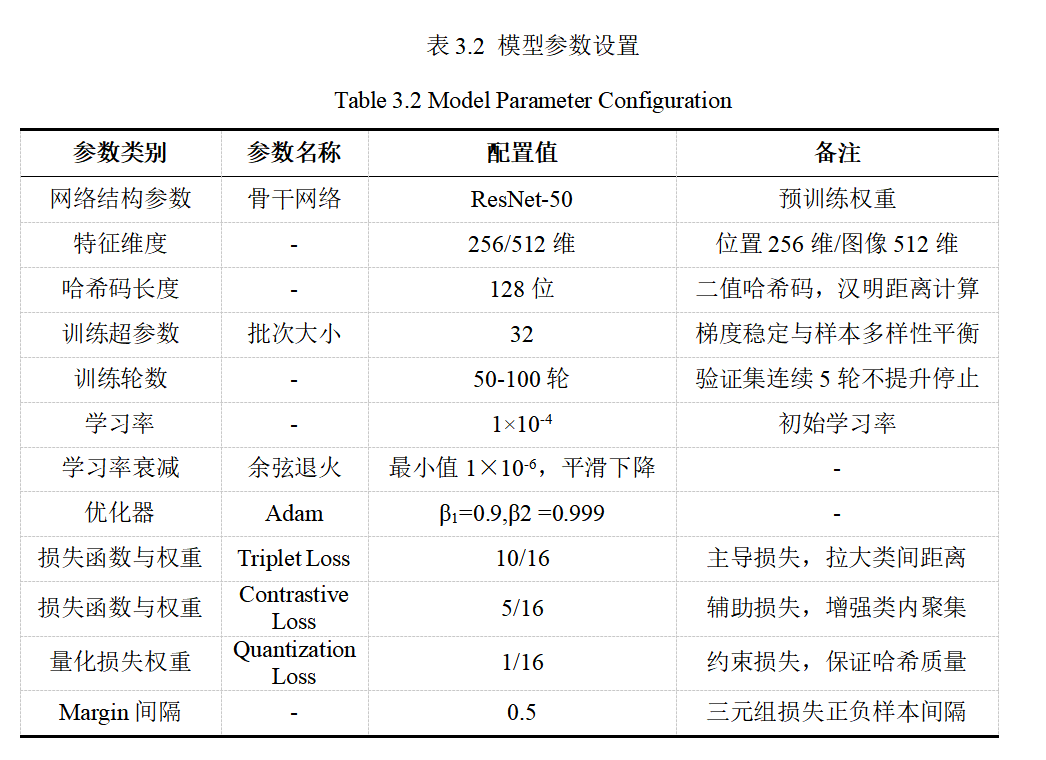 表 3.2 模型参数设置
Table 3.2 Model Parameter Configuration
参数类别 参数名称 配置值 备注
网络结构参数 骨干网络 ResNet-50 预训练权重
特征维度 - 256/512 维 位置 256 维/图像 512 维
哈希码长度 - 128 位 二值哈希码，汉明距离计算
训练超参数 批次大小 32 梯度稳定与样本多样性平衡
训练轮数 - 50-100 轮 验证集连续 5 轮不提升停止
学习率 - 1×10⁻⁴ 初始学习率
学习率衰减 余弦退火 最小值 1×10⁻⁶，平滑下降 -
优化器 Adam β₁=0.9,β2 =0.999 -
损失函数与权重 Triplet Loss 10/16 主导损失，拉大类间距离
损失函数与权重 Contrastive Loss 5/16 辅助损失，增强类内聚集
量化损失权重 Quantization Loss 1/16 约束损失，保证哈希质量
Margin 间隔 - 0.5 三元组损失正负样本间隔